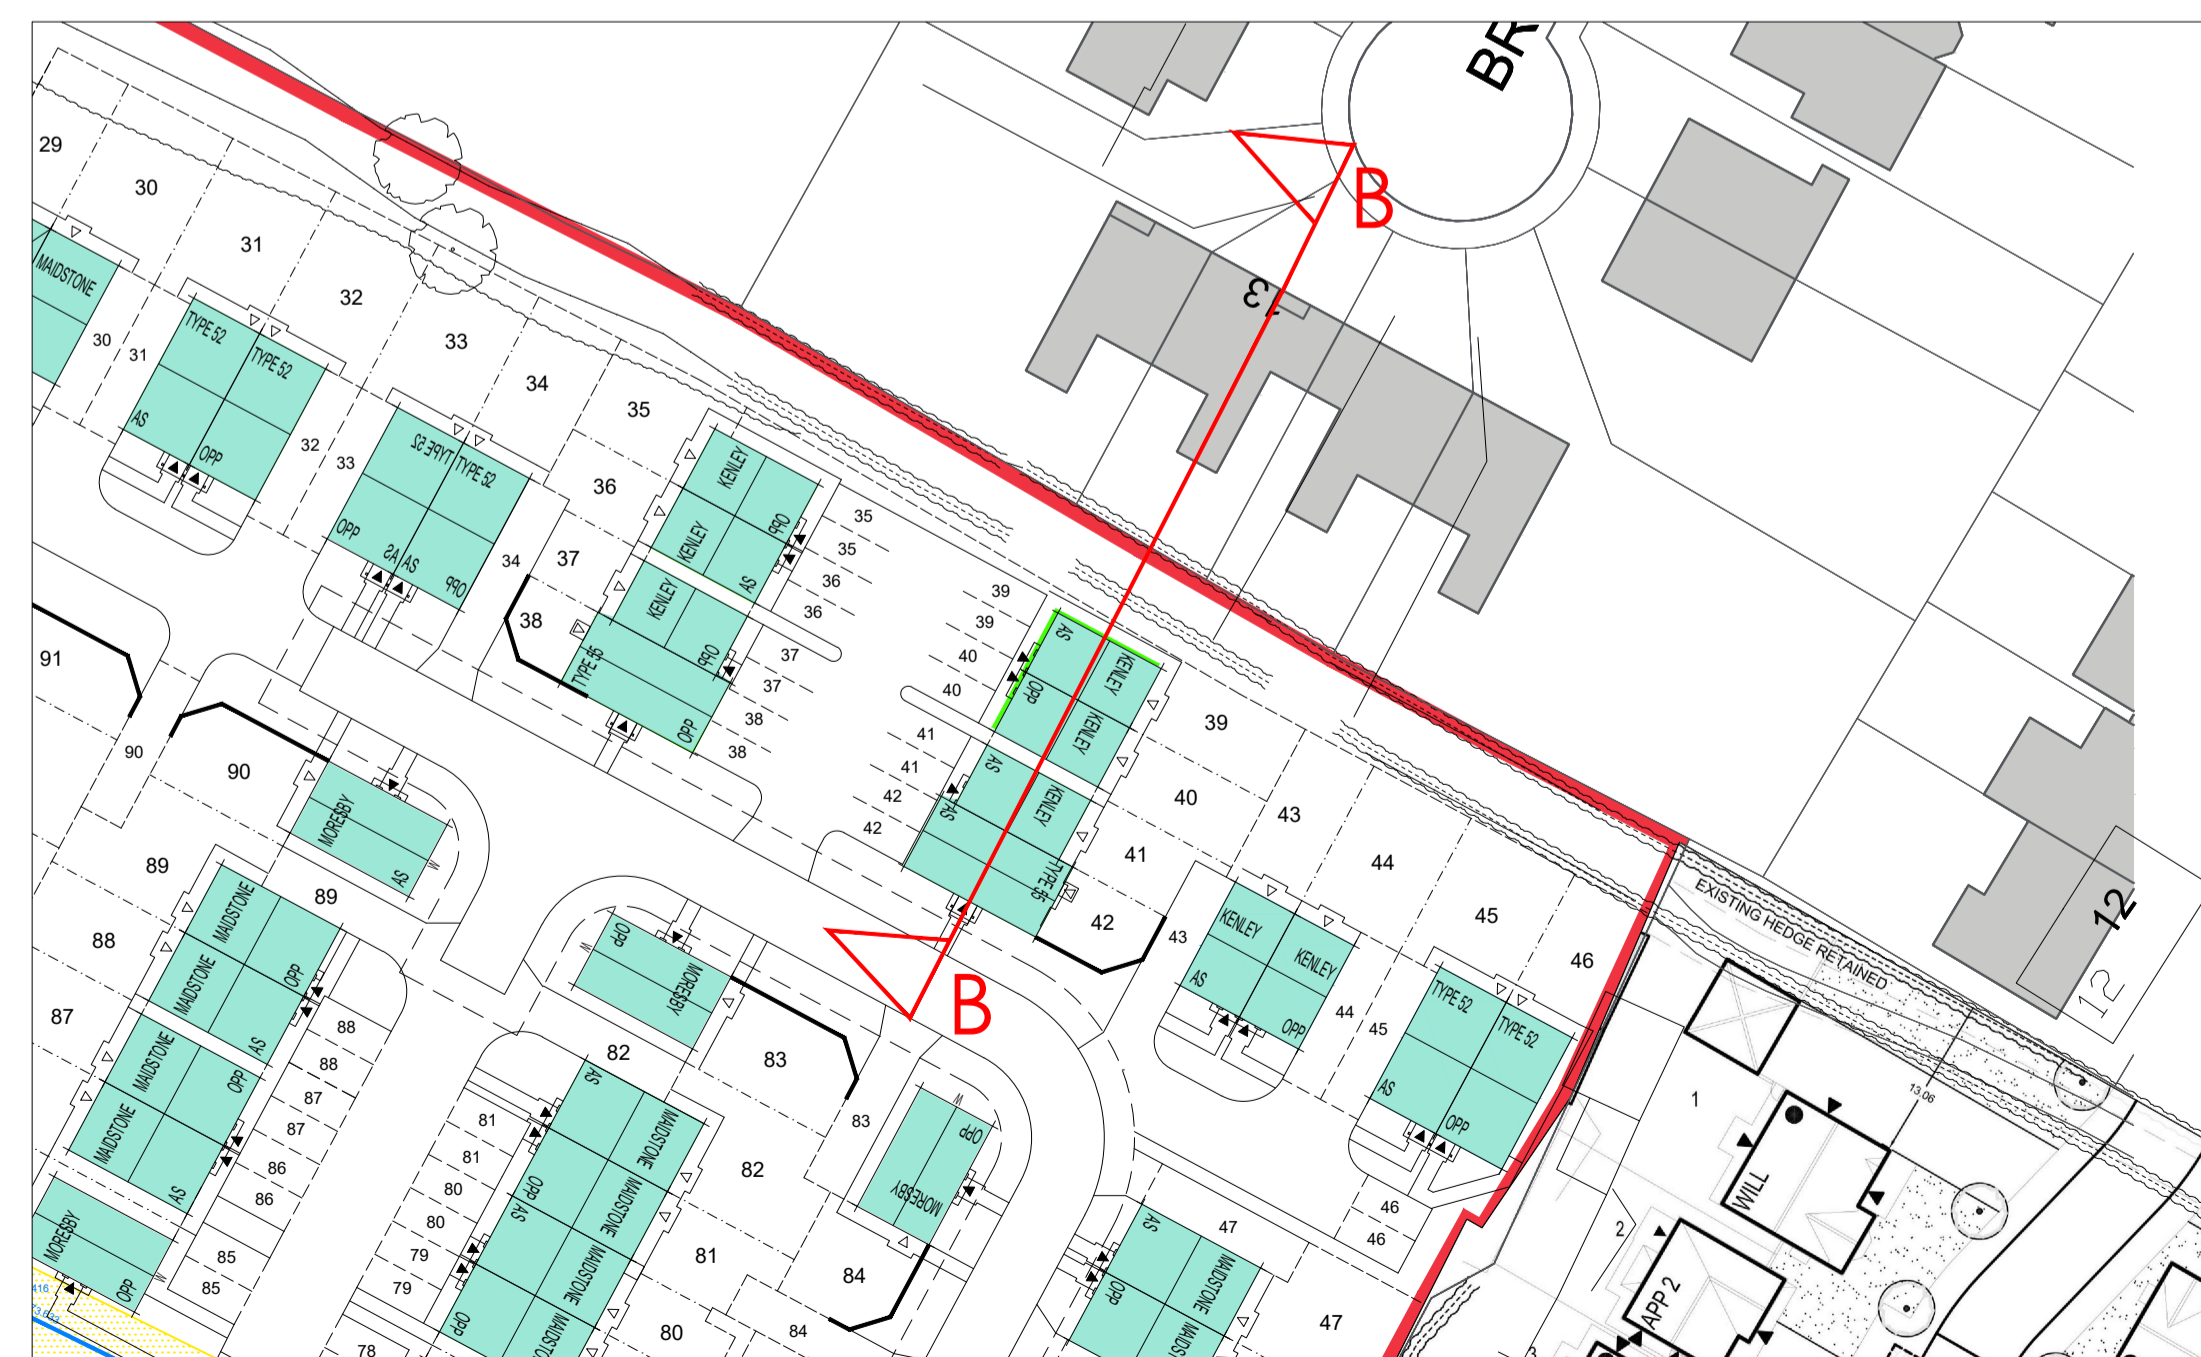 BR
29
30
31
32
33
34
35
36
37
38
MAIDSTONE
30
31
TYPE 52
TYPE 52
AS
OPP
32
33
TYPE 52
TYPE 52
OPP
AS
AS
OPP
34
KENLEY
OPP
KENLEY
AS
KENLEY
OPP
TYPE 65
OPP
35
35
36
36
37
37
38
38
B
73
39
39
40
40
41
41
42
42
AS
KENLEY
OPP
KENLEY
AS
KENLEY
AS
TYPE 65
B
39
40
41
42
43
44
45
46
43
KENLEY
KENLEY
AS
OPP
44
45
TYPE 52
TYPE 52
AS
OPP
46
46
47
47
AS
MAIDSTONE
OPP
EXISTING HEDGE RETAINED
12
12
13.06
1
WILL
2
APP 2
3
91
90
90
MORESBY
AS
W
89
89
88
87
MAIDSTONE
MAIDSTONE
OPP
AS
MAIDSTONE
OPP
MAIDSTONE
AS
88
88
87
87
86
86
85
85
MORESBY
OPP
W
OPP
W
MORESBY
82
83
83
W
OPP
MORESBY
84
84
81
81
80
80
79
79
78
AS
MAIDSTONE
OPP
AS
MAIDSTONE
MAIDSTONE
OPP
MAIDSTONE
82
81
80
416